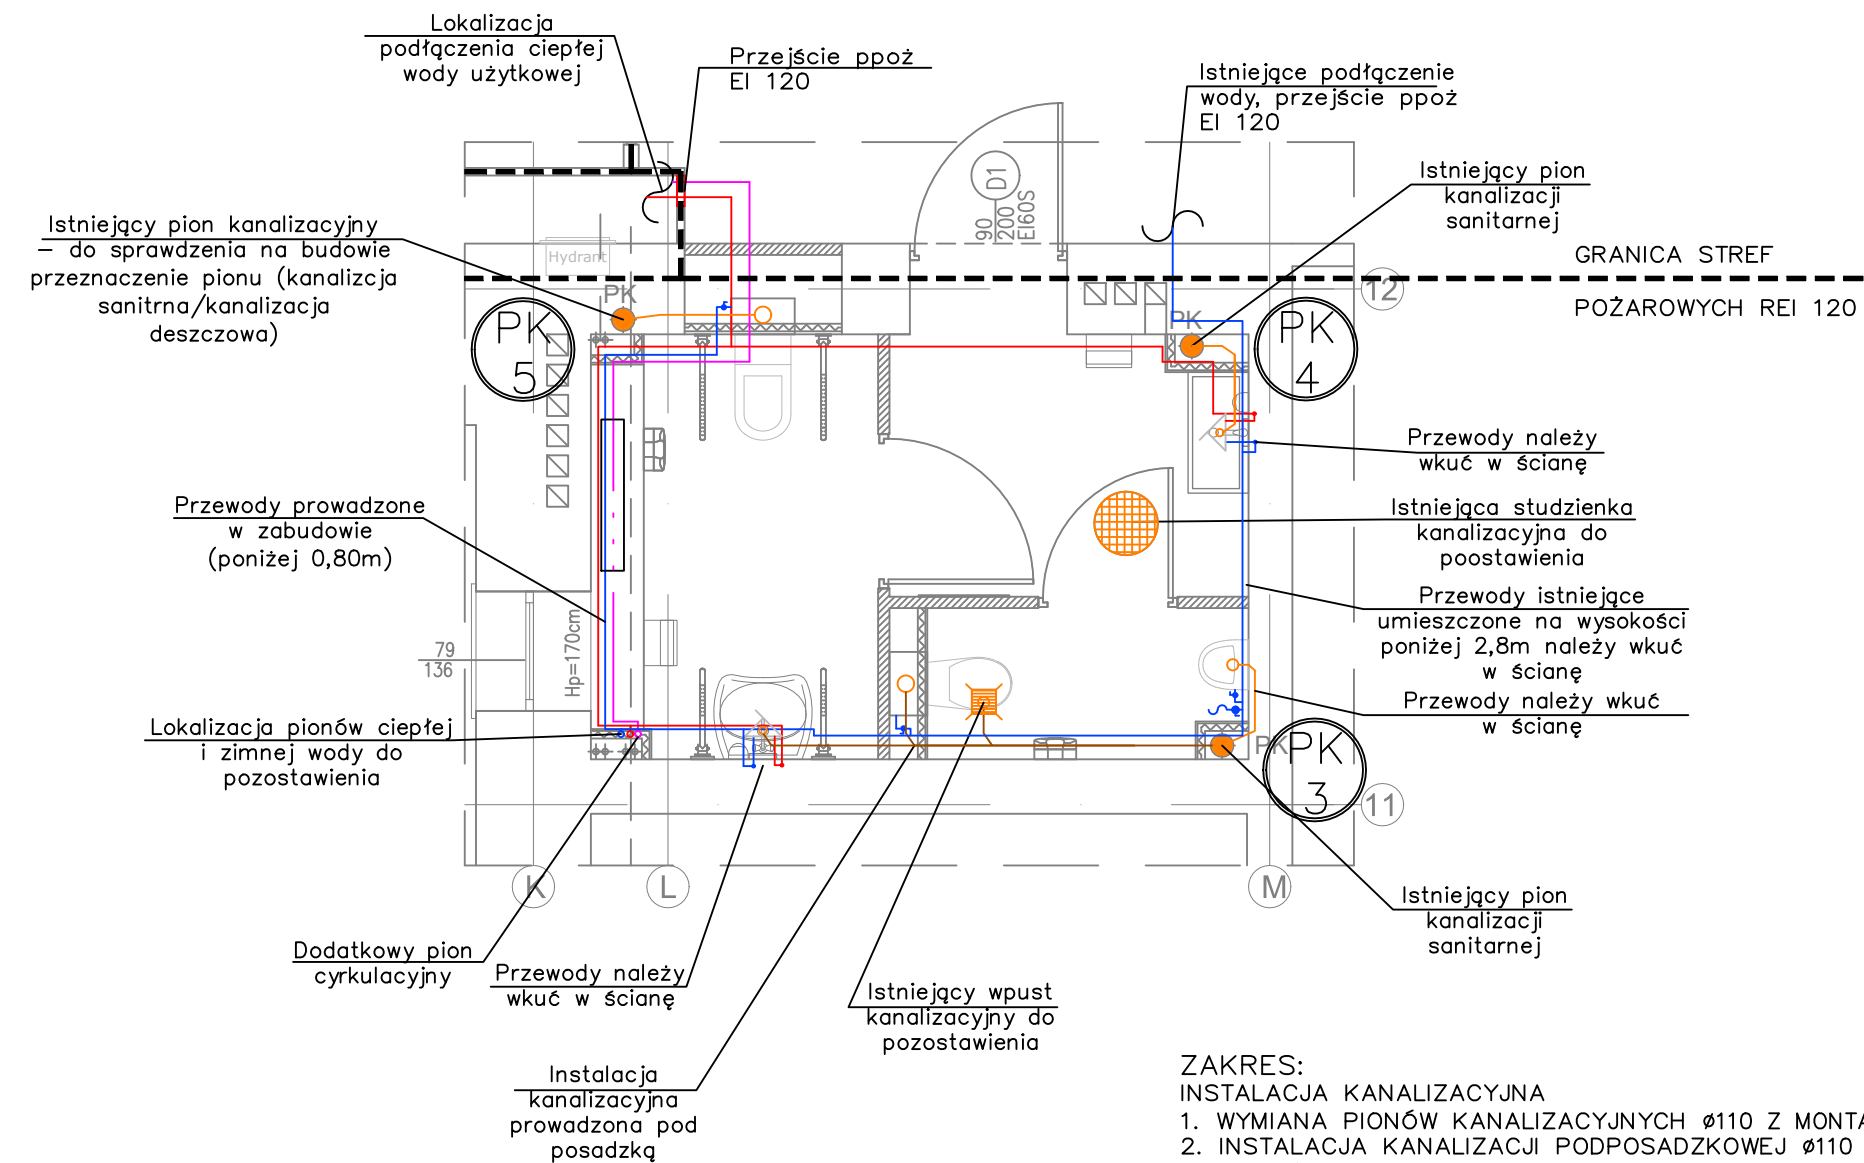 Lokalizacja
podłączenia ciepłej
wody użytkowej
Przejście ppoż
EI 120
Istniejące podłączenie
wody, przejście ppoż
EI 120
Istniejący pion
kanalizacji
sanitarnej
D1
90
200
EI60S
Istniejący pion kanalizacyjny
– do sprawdzenia na budowie
przeznaczenie pionu (kanalizcja
sanitrna/kanalizacja
deszczowa)
Hydrant
GRANICA STREF
POŻAROWYCH REI 120
12
PK
PK
5
PK
PK
4
Przewody należy
wkuć w ścianę
Przewody prowadzone
w zabudowie
(poniżej 0,80m)
Istniejąca studzienka
kanalizacyjna do
poostawienia
Przewody istniejące
umieszczone na wysokości
poniżej 2,8m należy wkuć
w ścianę
79
136
Hp=170cm
Przewody należy wkuć
w ścianę
Lokalizacja pionów ciepłej
i zimnej wody do
pozostawienia
PK
PK
3
11
K
L
M
Istniejący pion
kanalizacji
sanitarnej
Dodatkowy pion
cyrkulacyjny
Przewody należy
wkuć w ścianę
Istniejący wpust
kanalizacyjny do
pozostawienia
Instalacja
kanalizacyjna
prowadzona pod
posadzką
ZAKRES:
INSTALACJA KANALIZACYJNA
1. WYMIANA PIONÓW KANALIZACYJNYCH ø110 Z MONTA
2. INSTALACJA KANALIZACJI PODPOSADZKOWEJ ø110